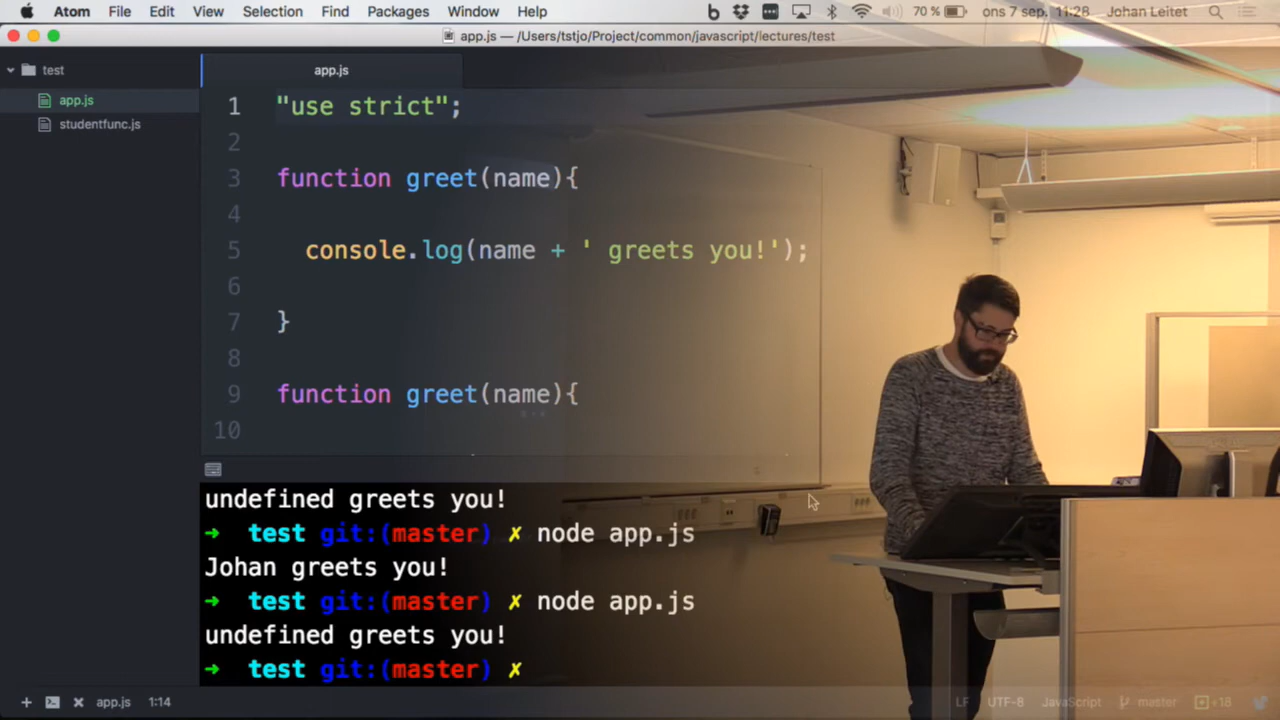 Atom File Edit View Selection Find Packages Window Help 70 % ons 7 sep. 11:28 Johan Leitet
app.js — /Users/tstjo/Project/common/javascript/lectures/test
test
app.js
studentfunc.js
app.js
1 "use strict";
2
3 function greet(name){
4
5 console.log(name + ' greets you!');
6
7 }
8
9 function greet(name){
10
undefined greets you!
➜ test git:(master) ✗ node app.js
Johan greets you!
➜ test git:(master) ✗ node app.js
undefined greets you!
➜ test git:(master) ✗
app.js 1:14 LF UTF-8 JavaScript master +18